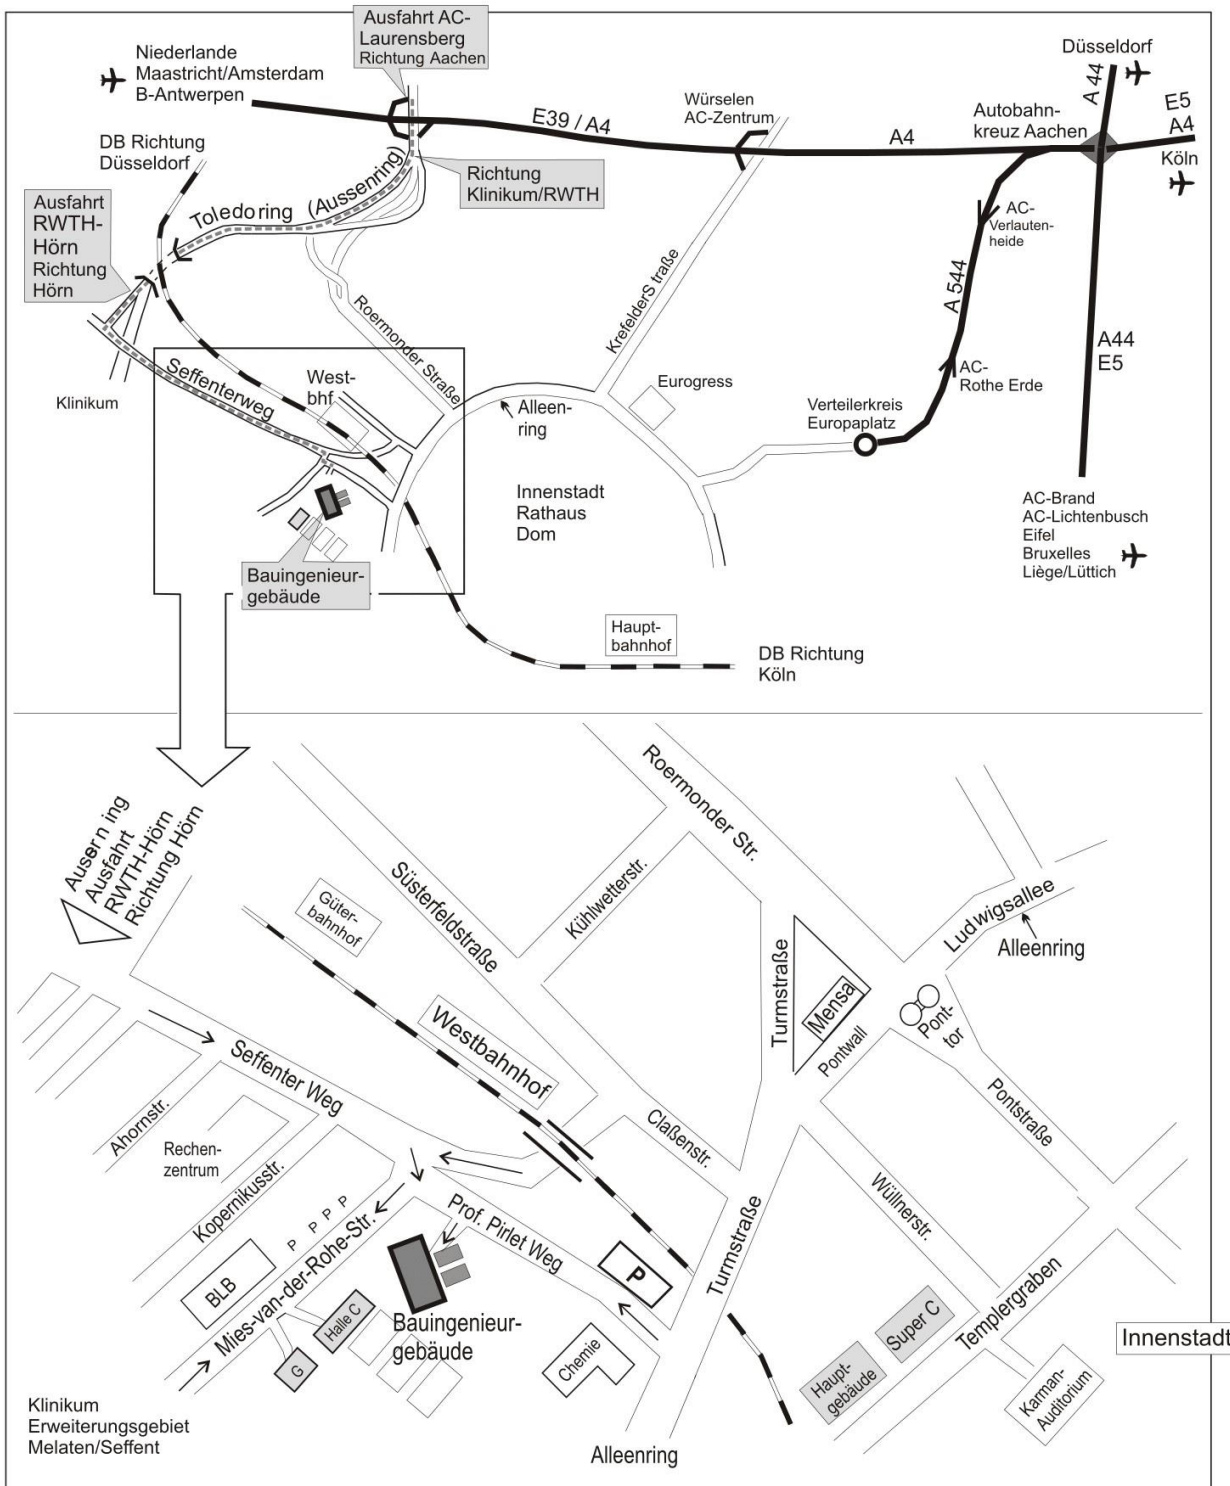 Ausfahrt AC-
Laurensberg
Richtung Aachen
Niederlande
Maastricht/Amsterdam
B-Antwerpen
Düsseldorf
A 44
E5
A4
Köln
Autobahn-
kreuz Aachen
Würselen
AC-Zentrum
E39 / A4
A4
DB Richtung
Düsseldorf
Richtung
Klinikum/RWTH
Toledoring (Aussenring)
Ausfahrt
RWTH-
Hörn
Richtung
Hörn
AC-
Verlauten-
heide
A 544
KrefelderS traße
Roermonder Straße
A44
E5
AC-
Rothe Erde
Seffenterweg
West-
bhf.
Klinikum
Eurogress
Alleen-
ring
Verteilerkreis
Europaplatz
Innenstadt
Rathaus
Dom
AC-Brand
AC-Lichtenbusch
Eifel
Bruxelles
Liège/Lüttich
Bauingenieur-
gebäude
Haupt-
bahnhof
DB Richtung
Köln
Roermonder Str.
Ausern ing
Ausfahrt
RWTH-Hörn
Richtung Hörn
Süsterfeldstraße
Kühlwetterstr.
Güter-
bahnhof
Ludwigsallee
Alleenring
Turmstraße
Mensa
Pontwall
Pont-
tor
Westbahnhof
Seffenter Weg
Pontstraße
Claßenstr.
Ahornstr.
Rechen-
zentrum
Kopernikusstr.
P P P P
Wüllnerstr.
Prof. Pirlet Weg
Turmstraße
Mies-van-der-Rohe-Str.
BLB
P
Templergraben
Super C
Halle C
Bauingenieur-
gebäude
Innenstadt
G
Chemie
Haupt-
gebäude
Karman-
Auditorium
Klinikum
Erweiterungsgebiet
Melaten/Seffent
Alleenring